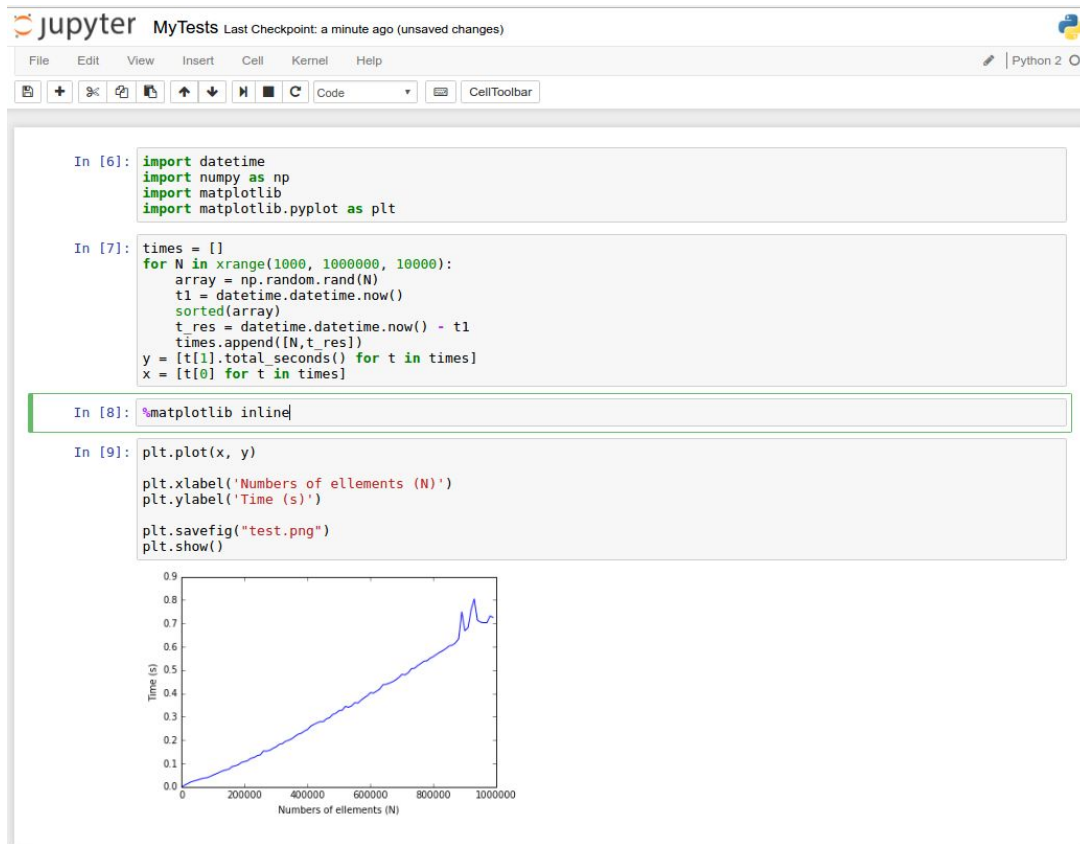 jupyter MyTests Last Checkpoint: a minute ago (unsaved changes)
File Edit View Insert Cell Kernel Help Python 2
Code CellToolbar
In [6]: import datetime
import numpy as np
import matplotlib
import matplotlib.pyplot as plt
In [7]: times = []
for N in xrange(1000, 1000000, 10000):
    array = np.random.rand(N)
    t1 = datetime.datetime.now()
    sorted(array)
    t_res = datetime.datetime.now() - t1
    times.append([N,t_res])
y = [t[1].total_seconds() for t in times]
x = [t[0] for t in times]
In [8]: %matplotlib inline
In [9]: plt.plot(x, y)
plt.xlabel('Numbers of ellements (N)')
plt.ylabel('Time (s)')
plt.savefig("test.png")
plt.show()
0.9
0.8
0.7
0.6
0.5
0.4
0.3
0.2
0.1
0.0
Time (s)
0 200000 400000 600000 800000 1000000
Numbers of ellements (N)